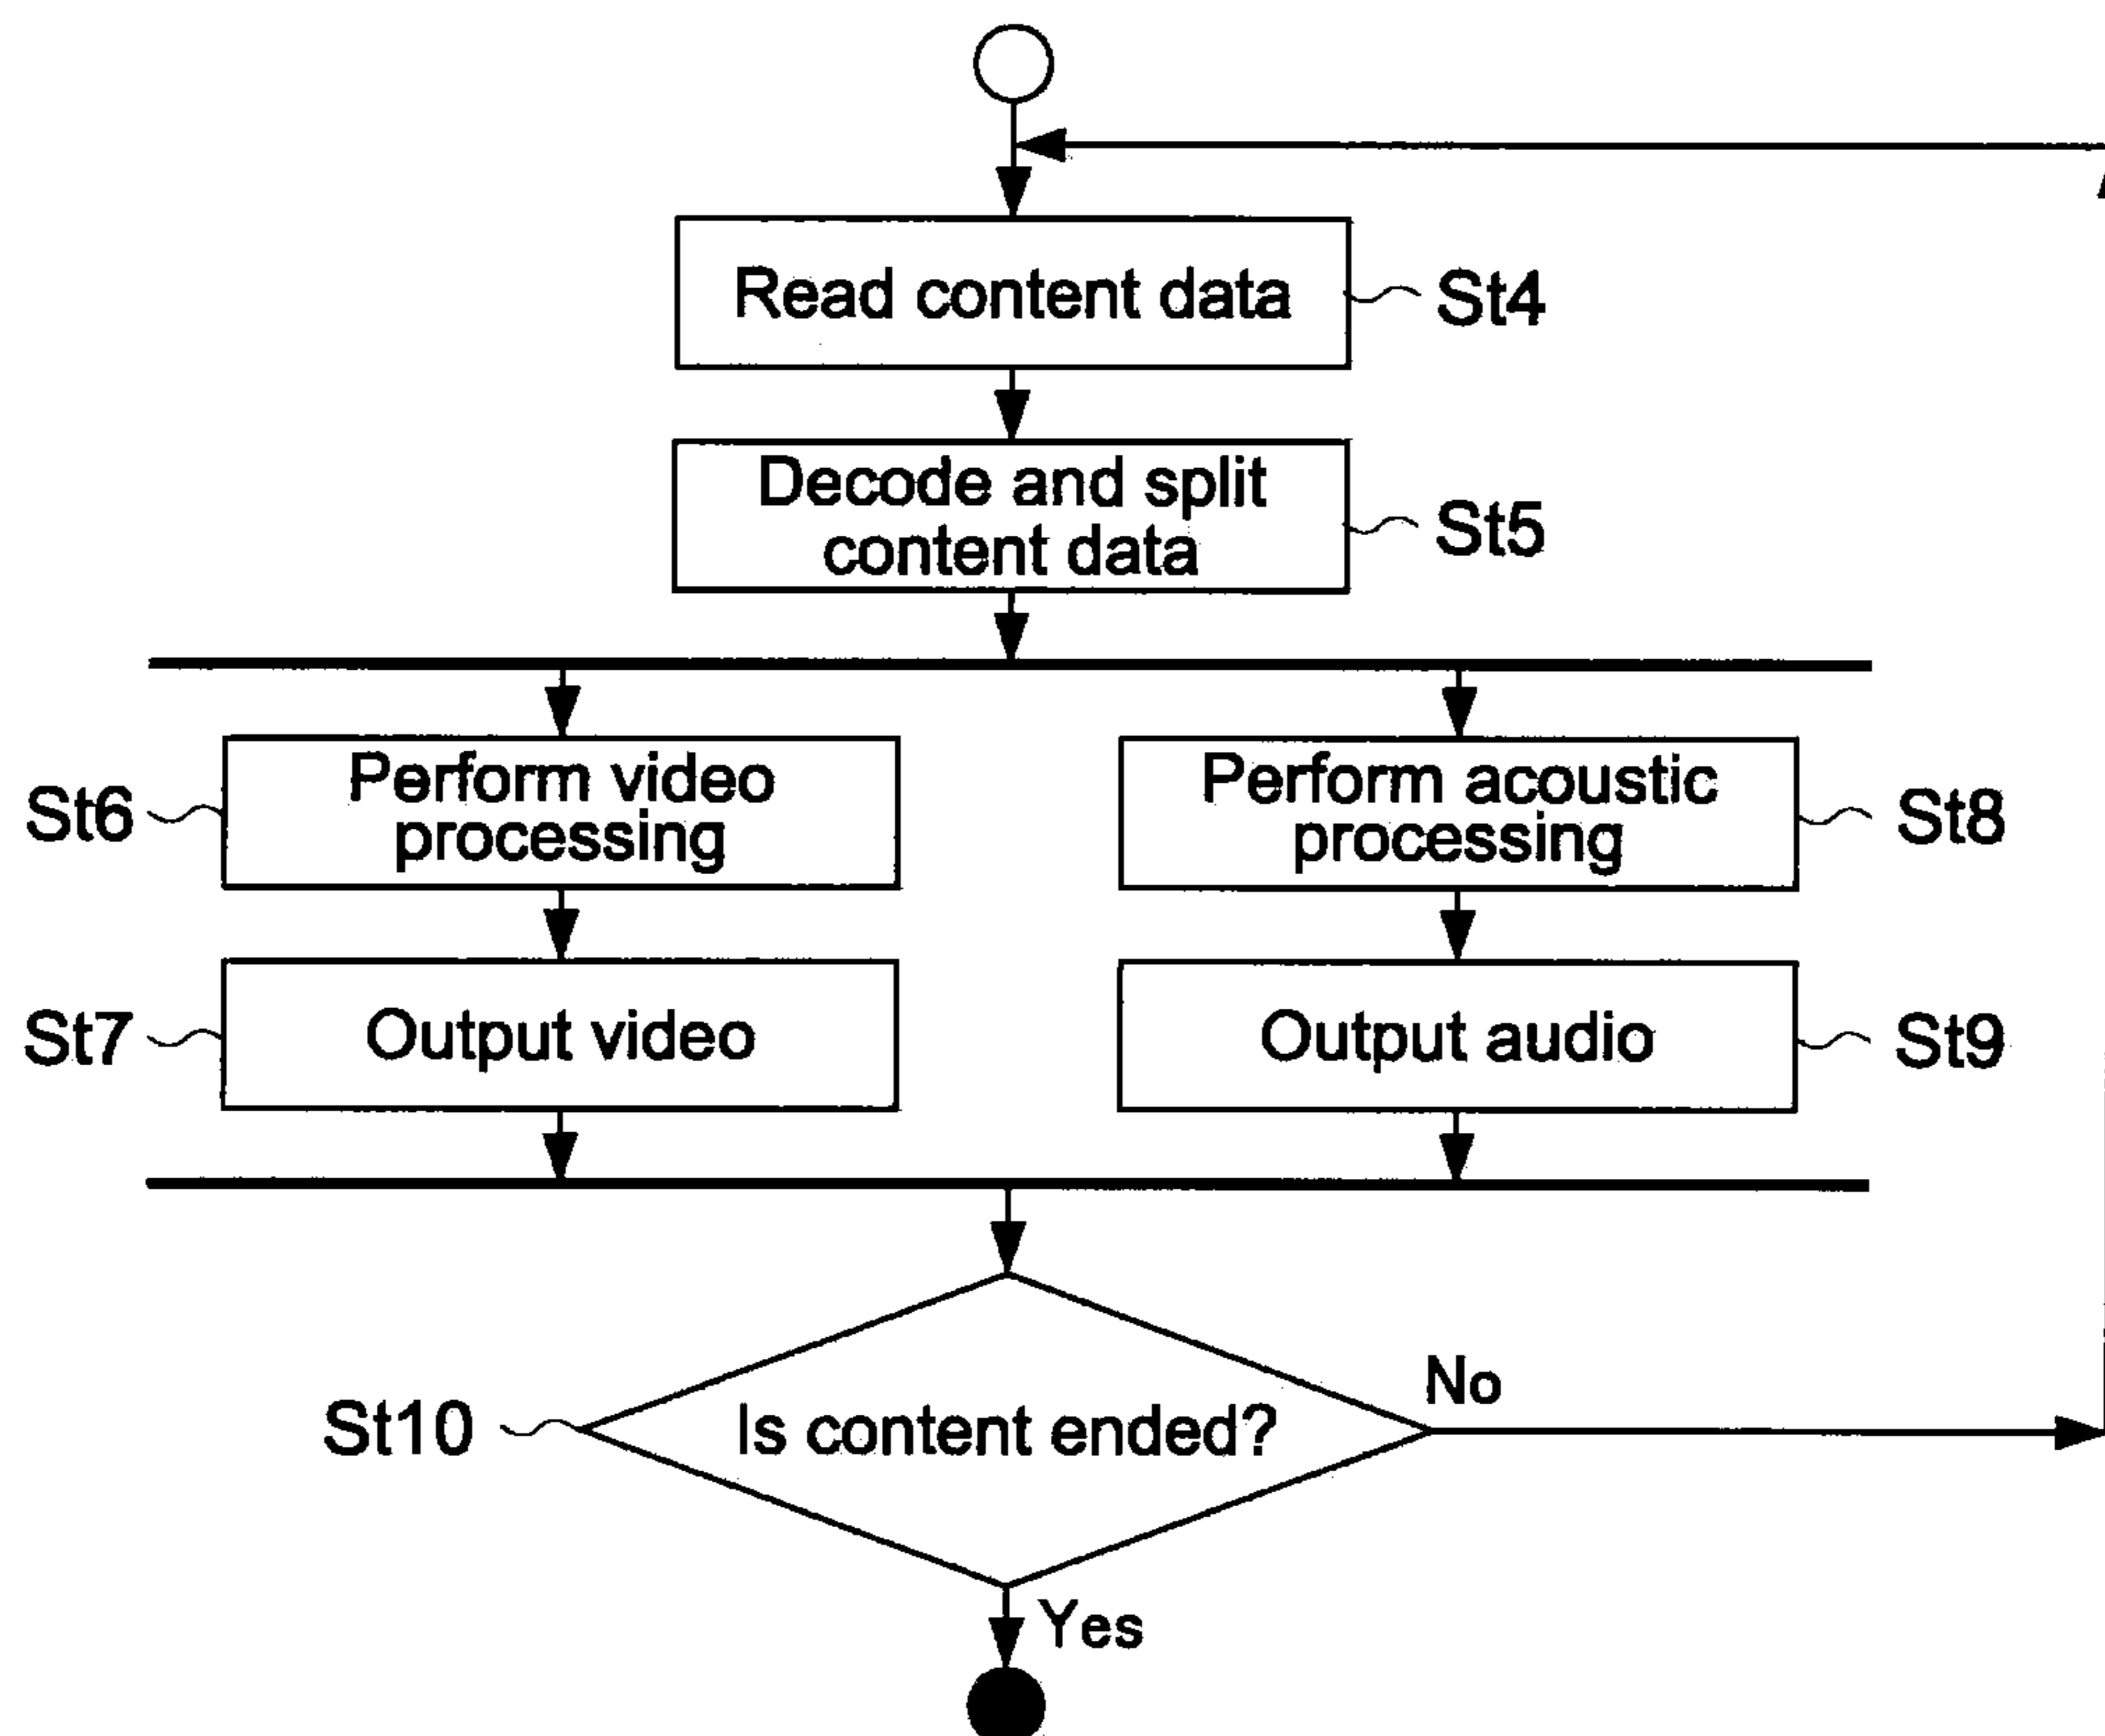 Read content data
St4
Decode and split
content data
St5
St6
Perform video
processing
Perform acoustic
processing
St8
St7
Output video
Output audio
St9
No
St10
Is content ended?
Yes